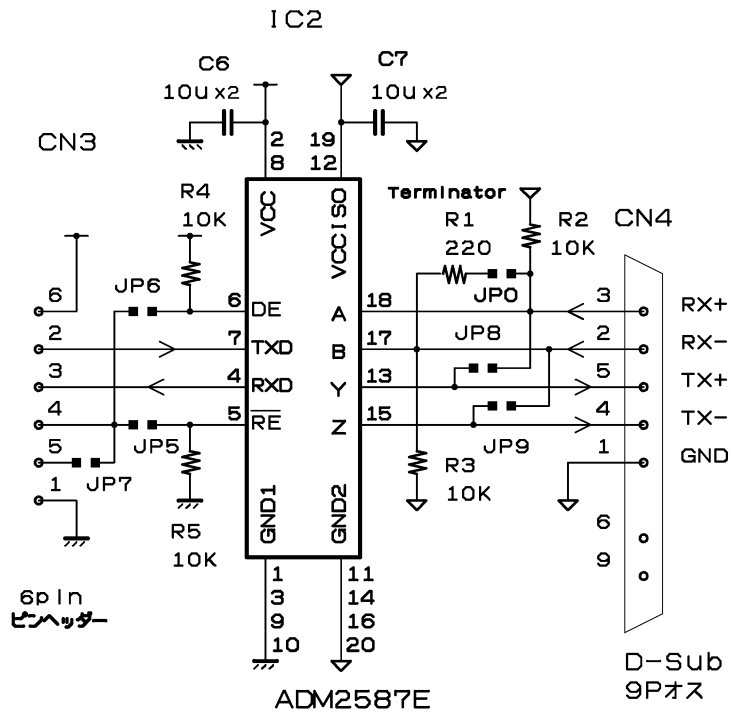 IC2
C6
10u x2
C7
10u x2
CN3
2
8
19
12
R4
10K
VCC
VCCISO
Terminator
R1
220
R2
10K
CN4
JP0
6
JP6
6
DE
A
18
3
RX+
2
7
TXD
B
17
JP8
2
RX-
3
4
RXD
Y
13
5
TX+
4
5
RE
Z
15
4
TX-
5
JP7
JP5
JP9
1
GND
1
R5
10K
GND1
GND2
R3
10K
6
9
6pin
ピンヘッダー
1
3
9
10
11
14
16
20
ADM2587E
D-Sub
9Pオス